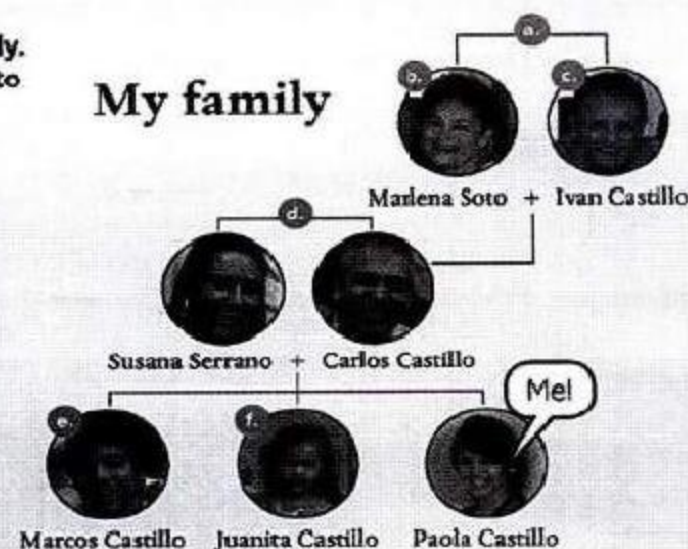 ly.
to
My family
a.
b.
c.
Marlena Soto + Ivan Castillo
d.
Susana Serrano + Carlos Castillo
Me!
e.
f.
Marcos Castillo Juanita Castillo Paola Castillo